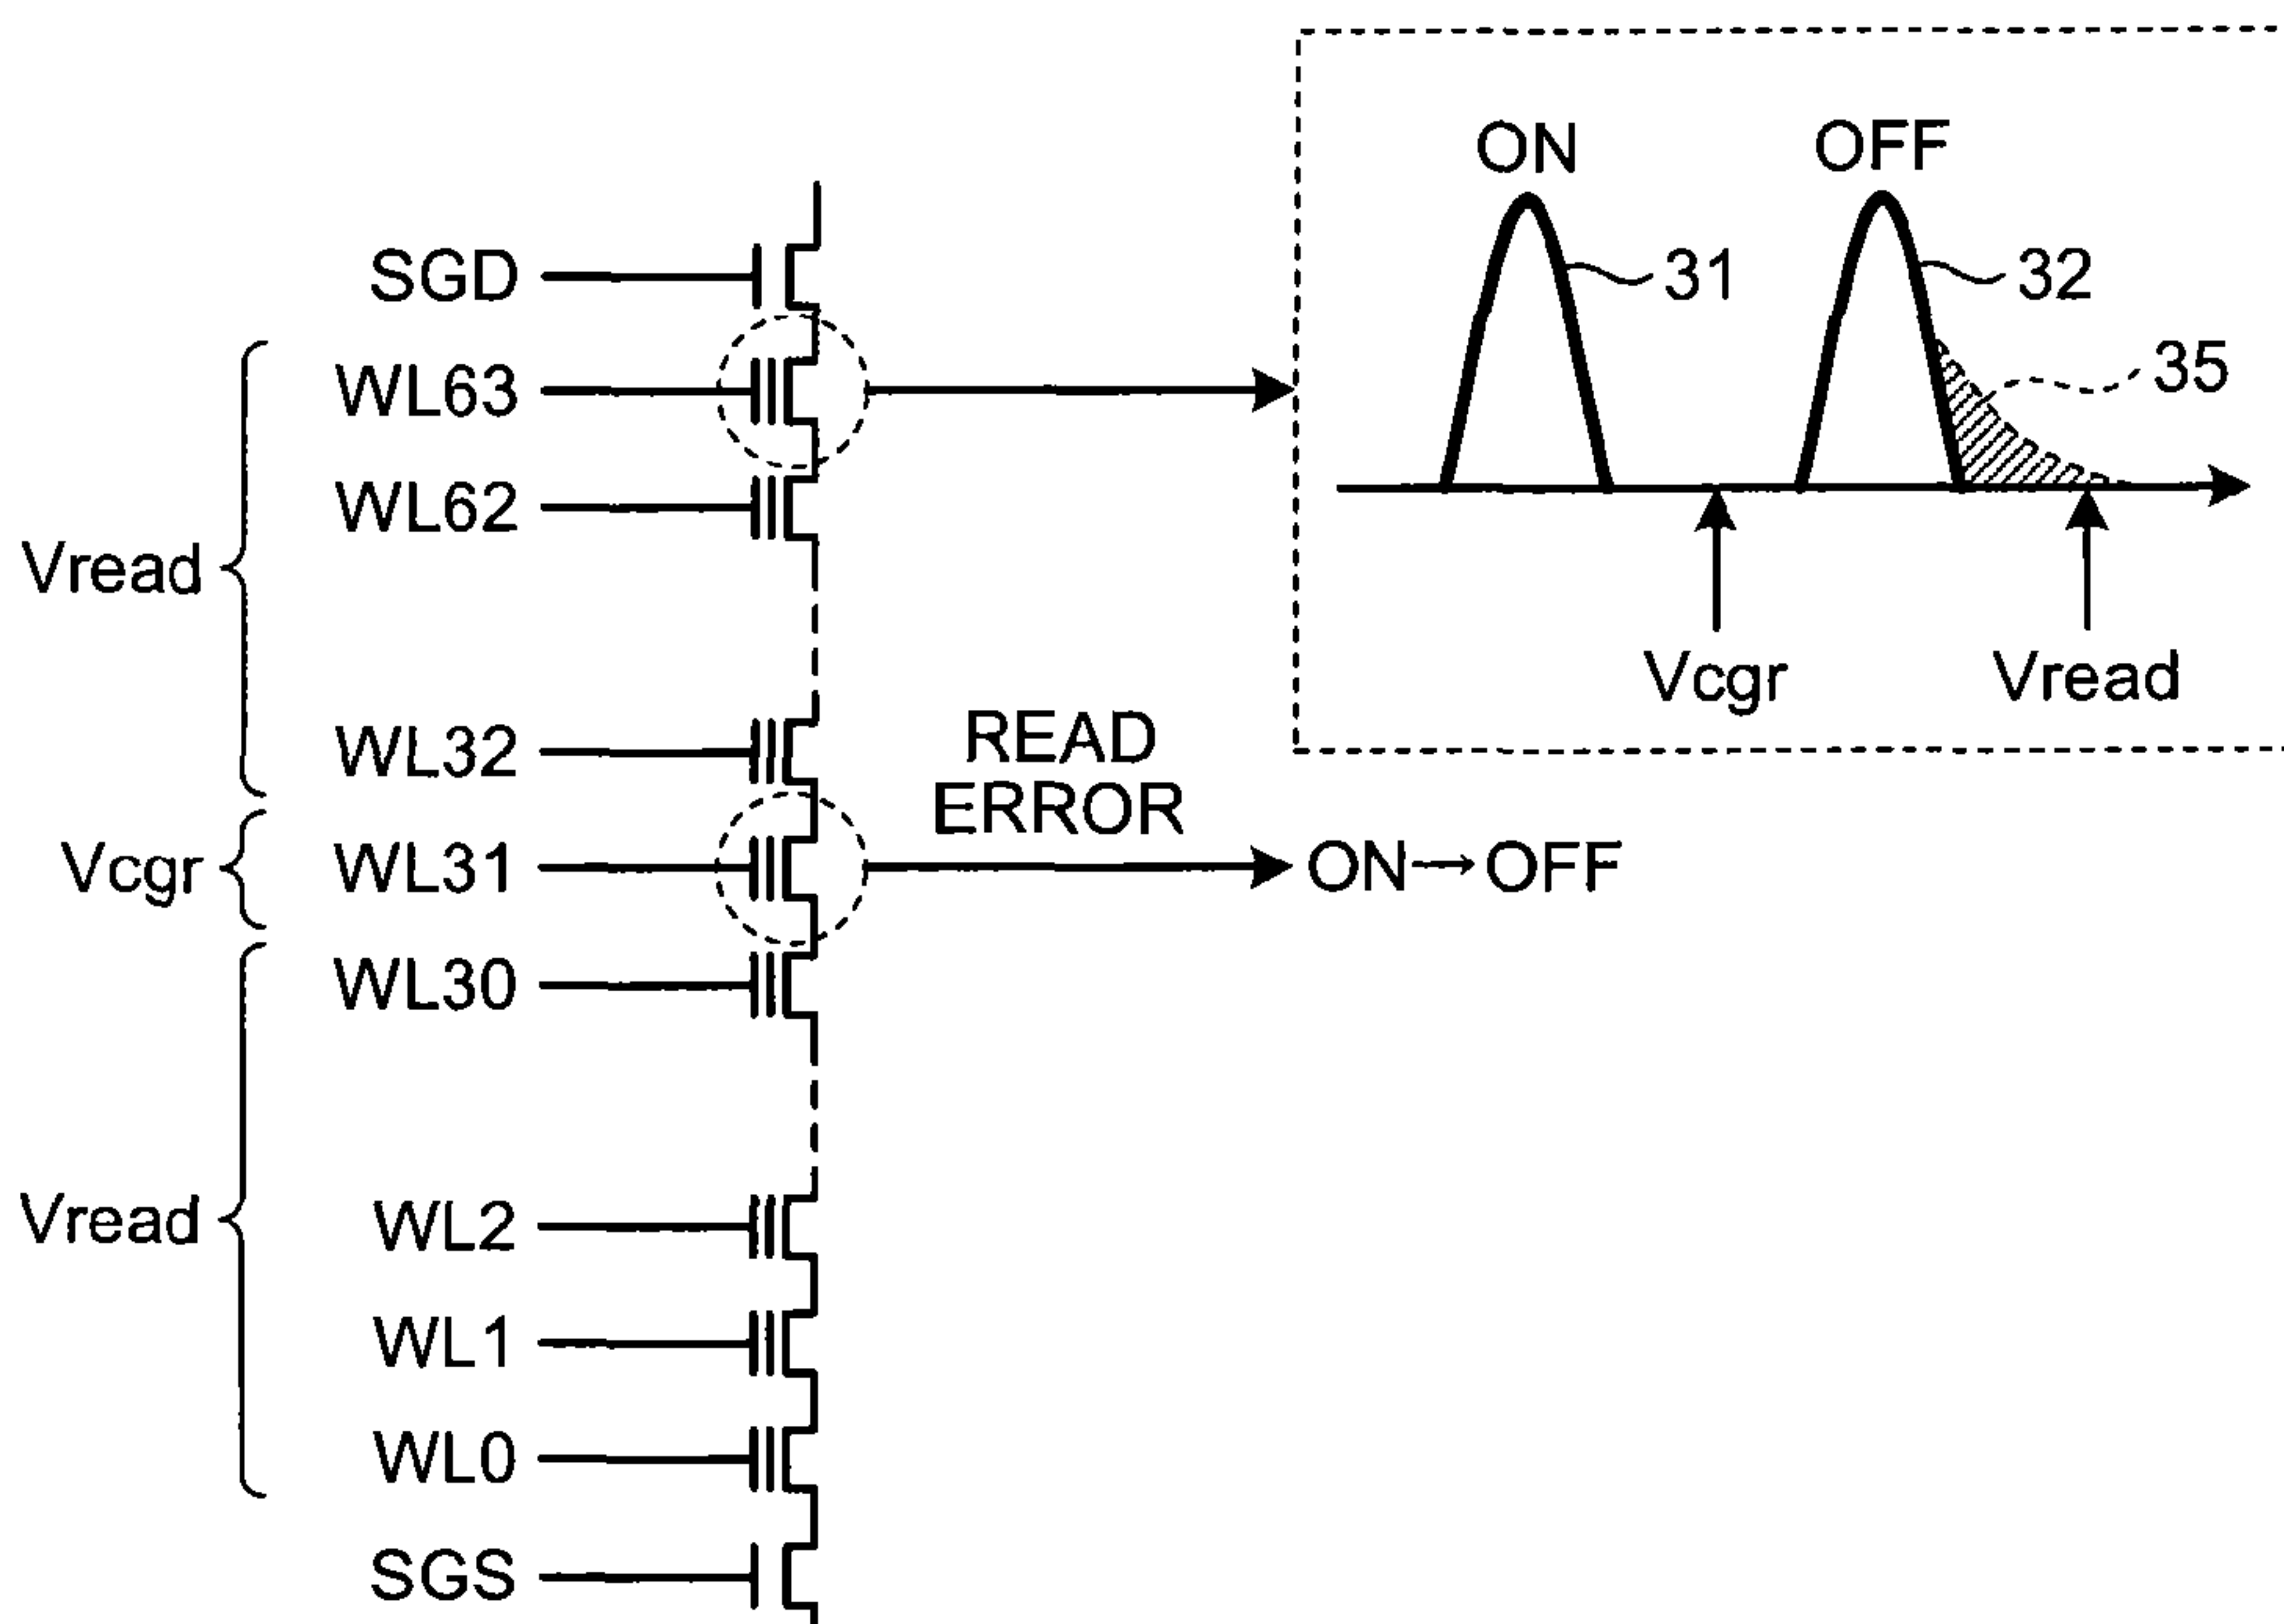 ON OFF
31 32
35
Vcgr Vread
SGD
WL63
WL62
Vread
WL32
READ
ERROR
Vcgr
WL31
ON→OFF
WL30
Vread
WL2
WL1
WL0
SGS